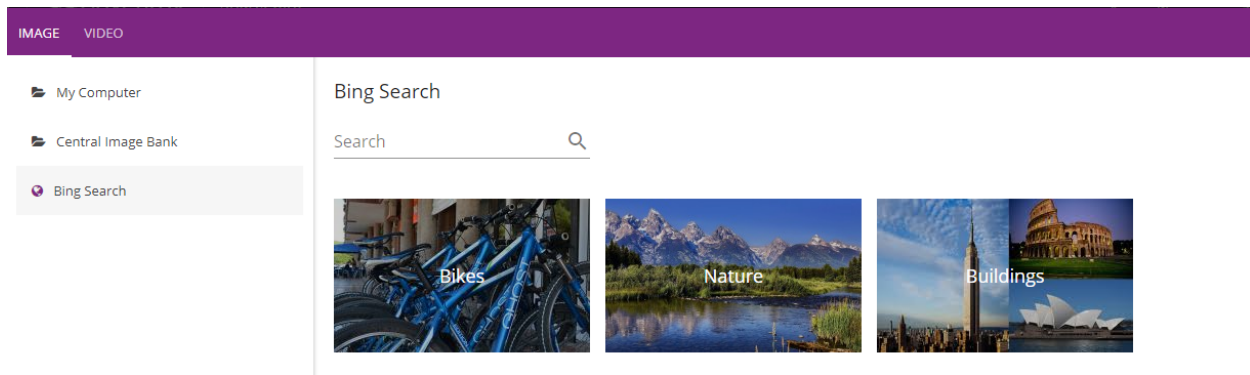 IMAGE VIDEO
My Computer
Central Image Bank
Bing Search
Bing Search
Search
Bikes
Nature
Buildings